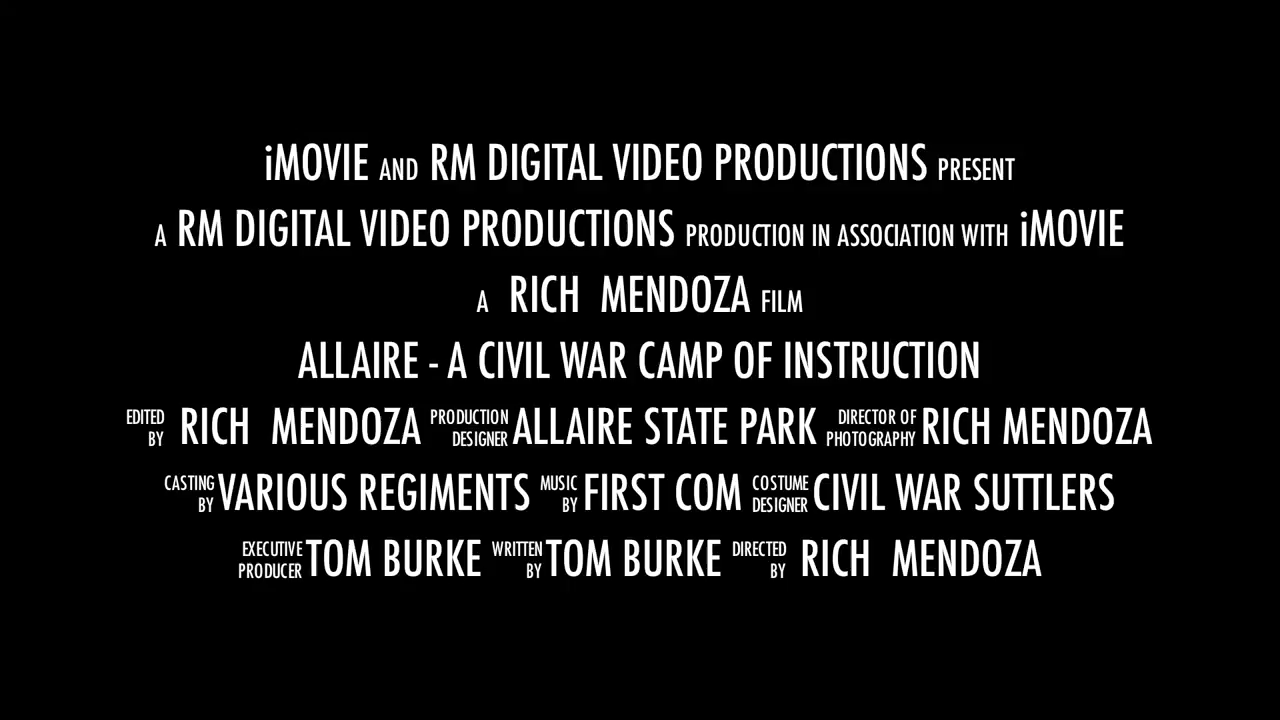 iMOVIE AND RM DIGITAL VIDEO PRODUCTIONS PRESENT
A RM DIGITAL VIDEO PRODUCTIONS PRODUCTION IN ASSOCIATION WITH iMOVIE
A RICH MENDOZA FILM
ALLAIRE - A CIVIL WAR CAMP OF INSTRUCTION
EDITED BY RICH MENDOZA PRODUCTION DESIGNER ALLAIRE STATE PARK DIRECTOR OF PHOTOGRAPHY RICH MENDOZA
CASTING BY VARIOUS REGIMENTS MUSIC BY FIRST COM COSTUME DESIGNER CIVIL WAR SUTTLERS
EXECUTIVE PRODUCER TOM BURKE WRITTEN BY TOM BURKE DIRECTED BY RICH MENDOZA